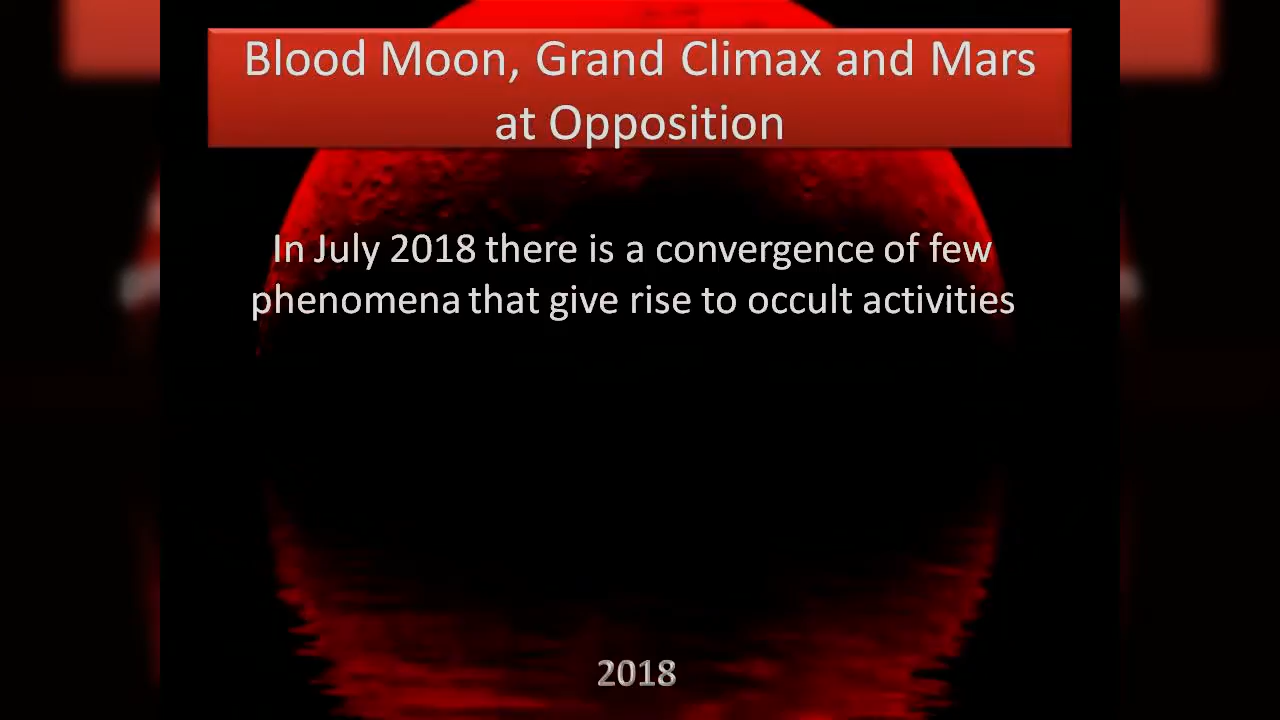 Blood Moon, Grand Climax and Mars
at Opposition
In July 2018 there is a convergence of few
phenomena that give rise to occult activities
2018